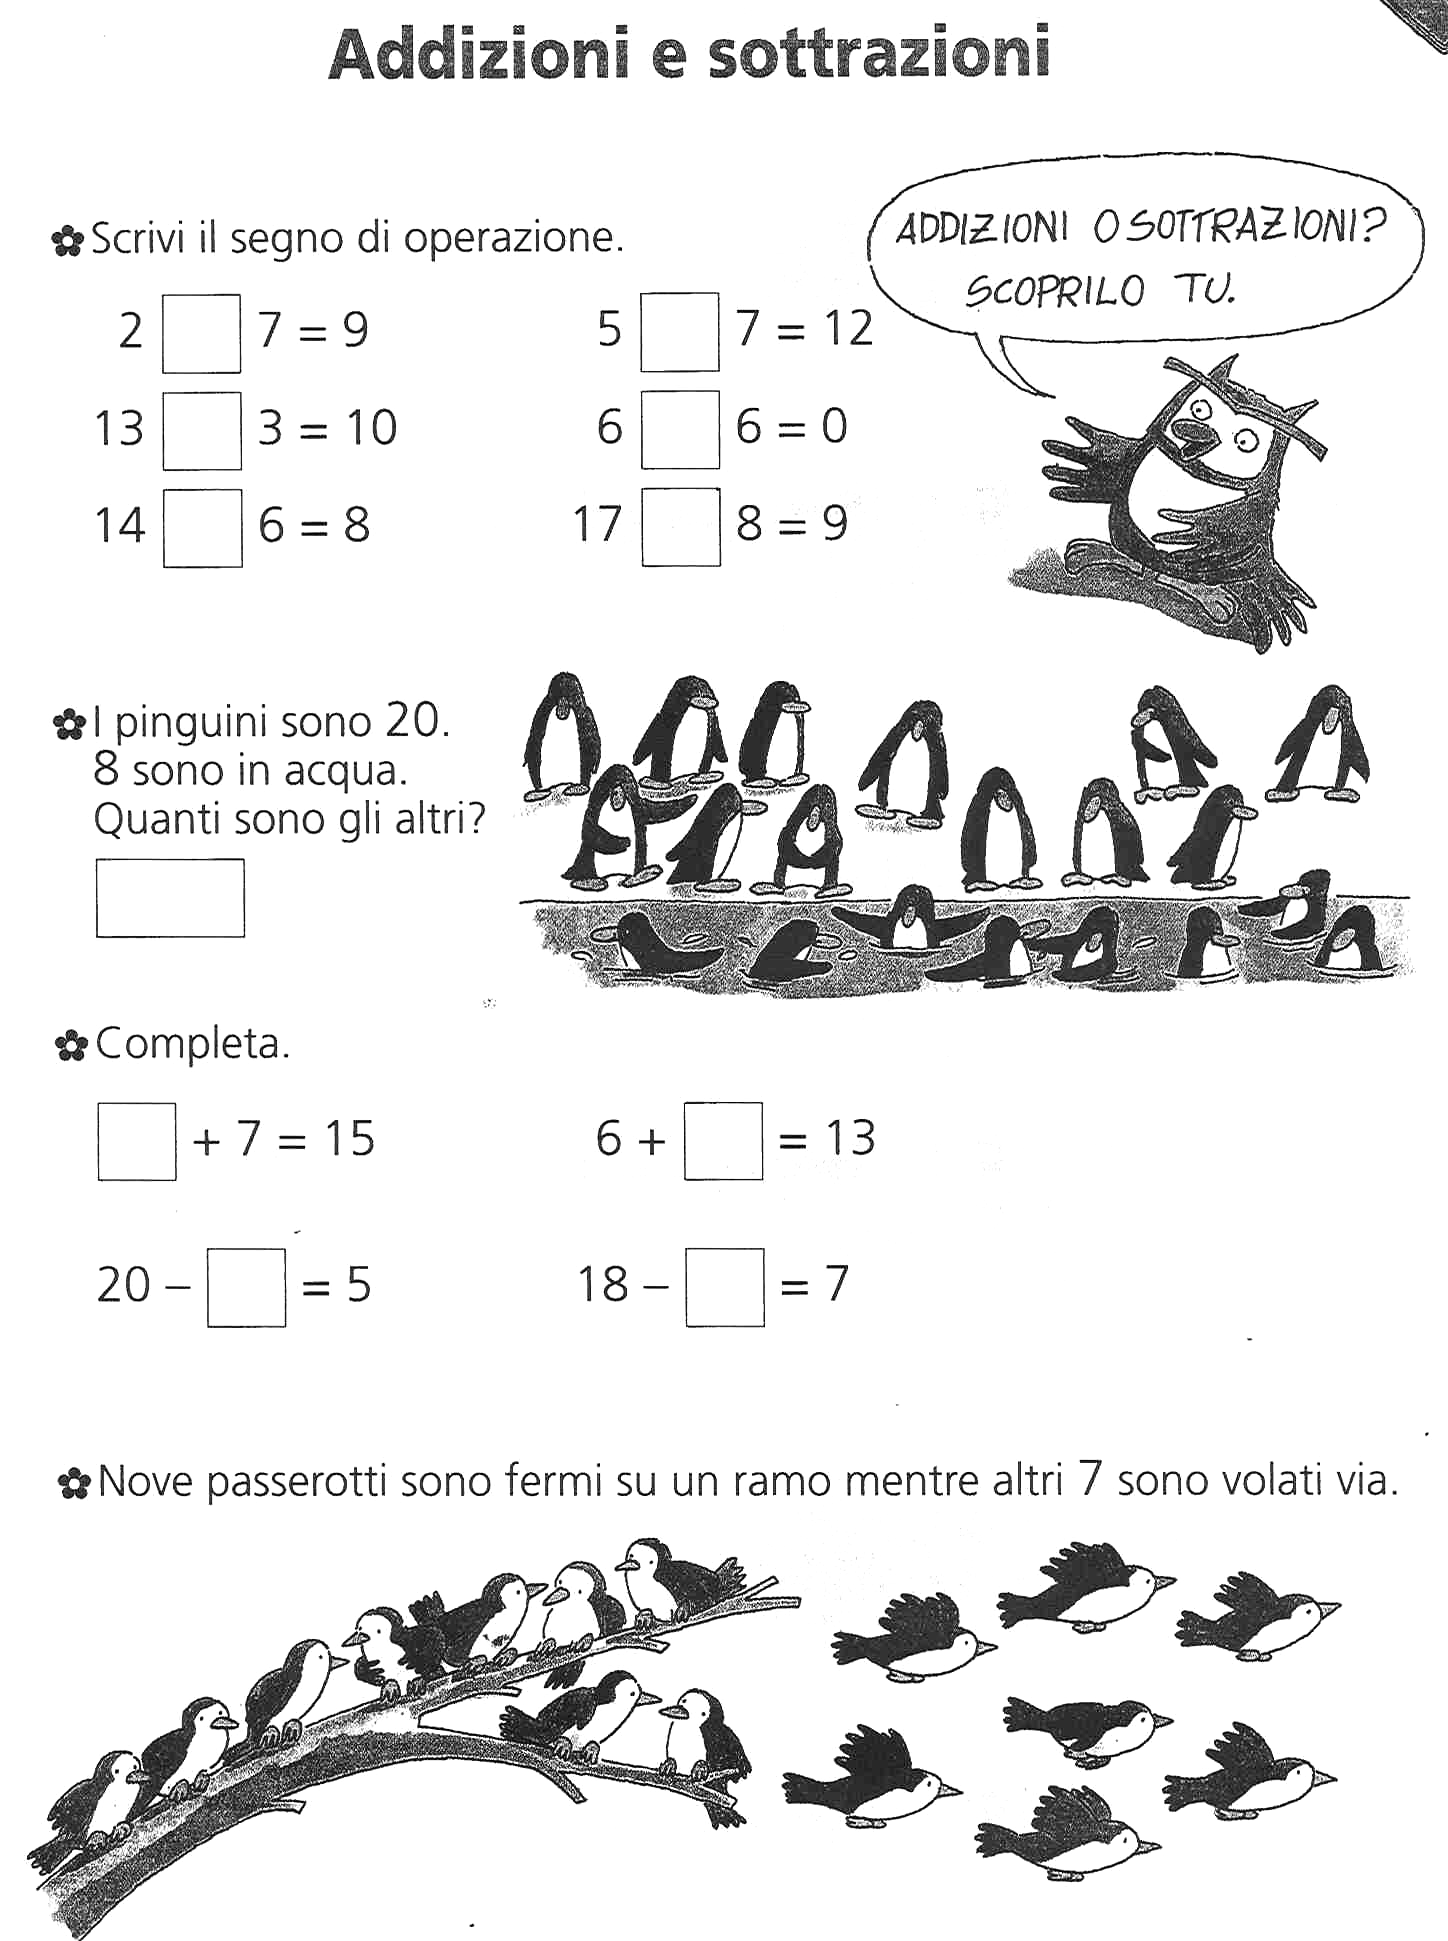 Addizioni e sottrazioni
ADDIZIONI O SOTTRAZIONI?
SCOPRILO TU.
Scrivi il segno di operazione.
2 7 = 9
5 7 = 12
13 3 = 10
6 6 = 0
14 6 = 8
17 8 = 9
I pinguini sono 20.
8 sono in acqua.
Quanti sono gli altri?
Completa.
+ 7 = 15
6 + = 13
20 – = 5
18 – = 7
Nove passerotti sono fermi su un ramo mentre altri 7 sono volati via.